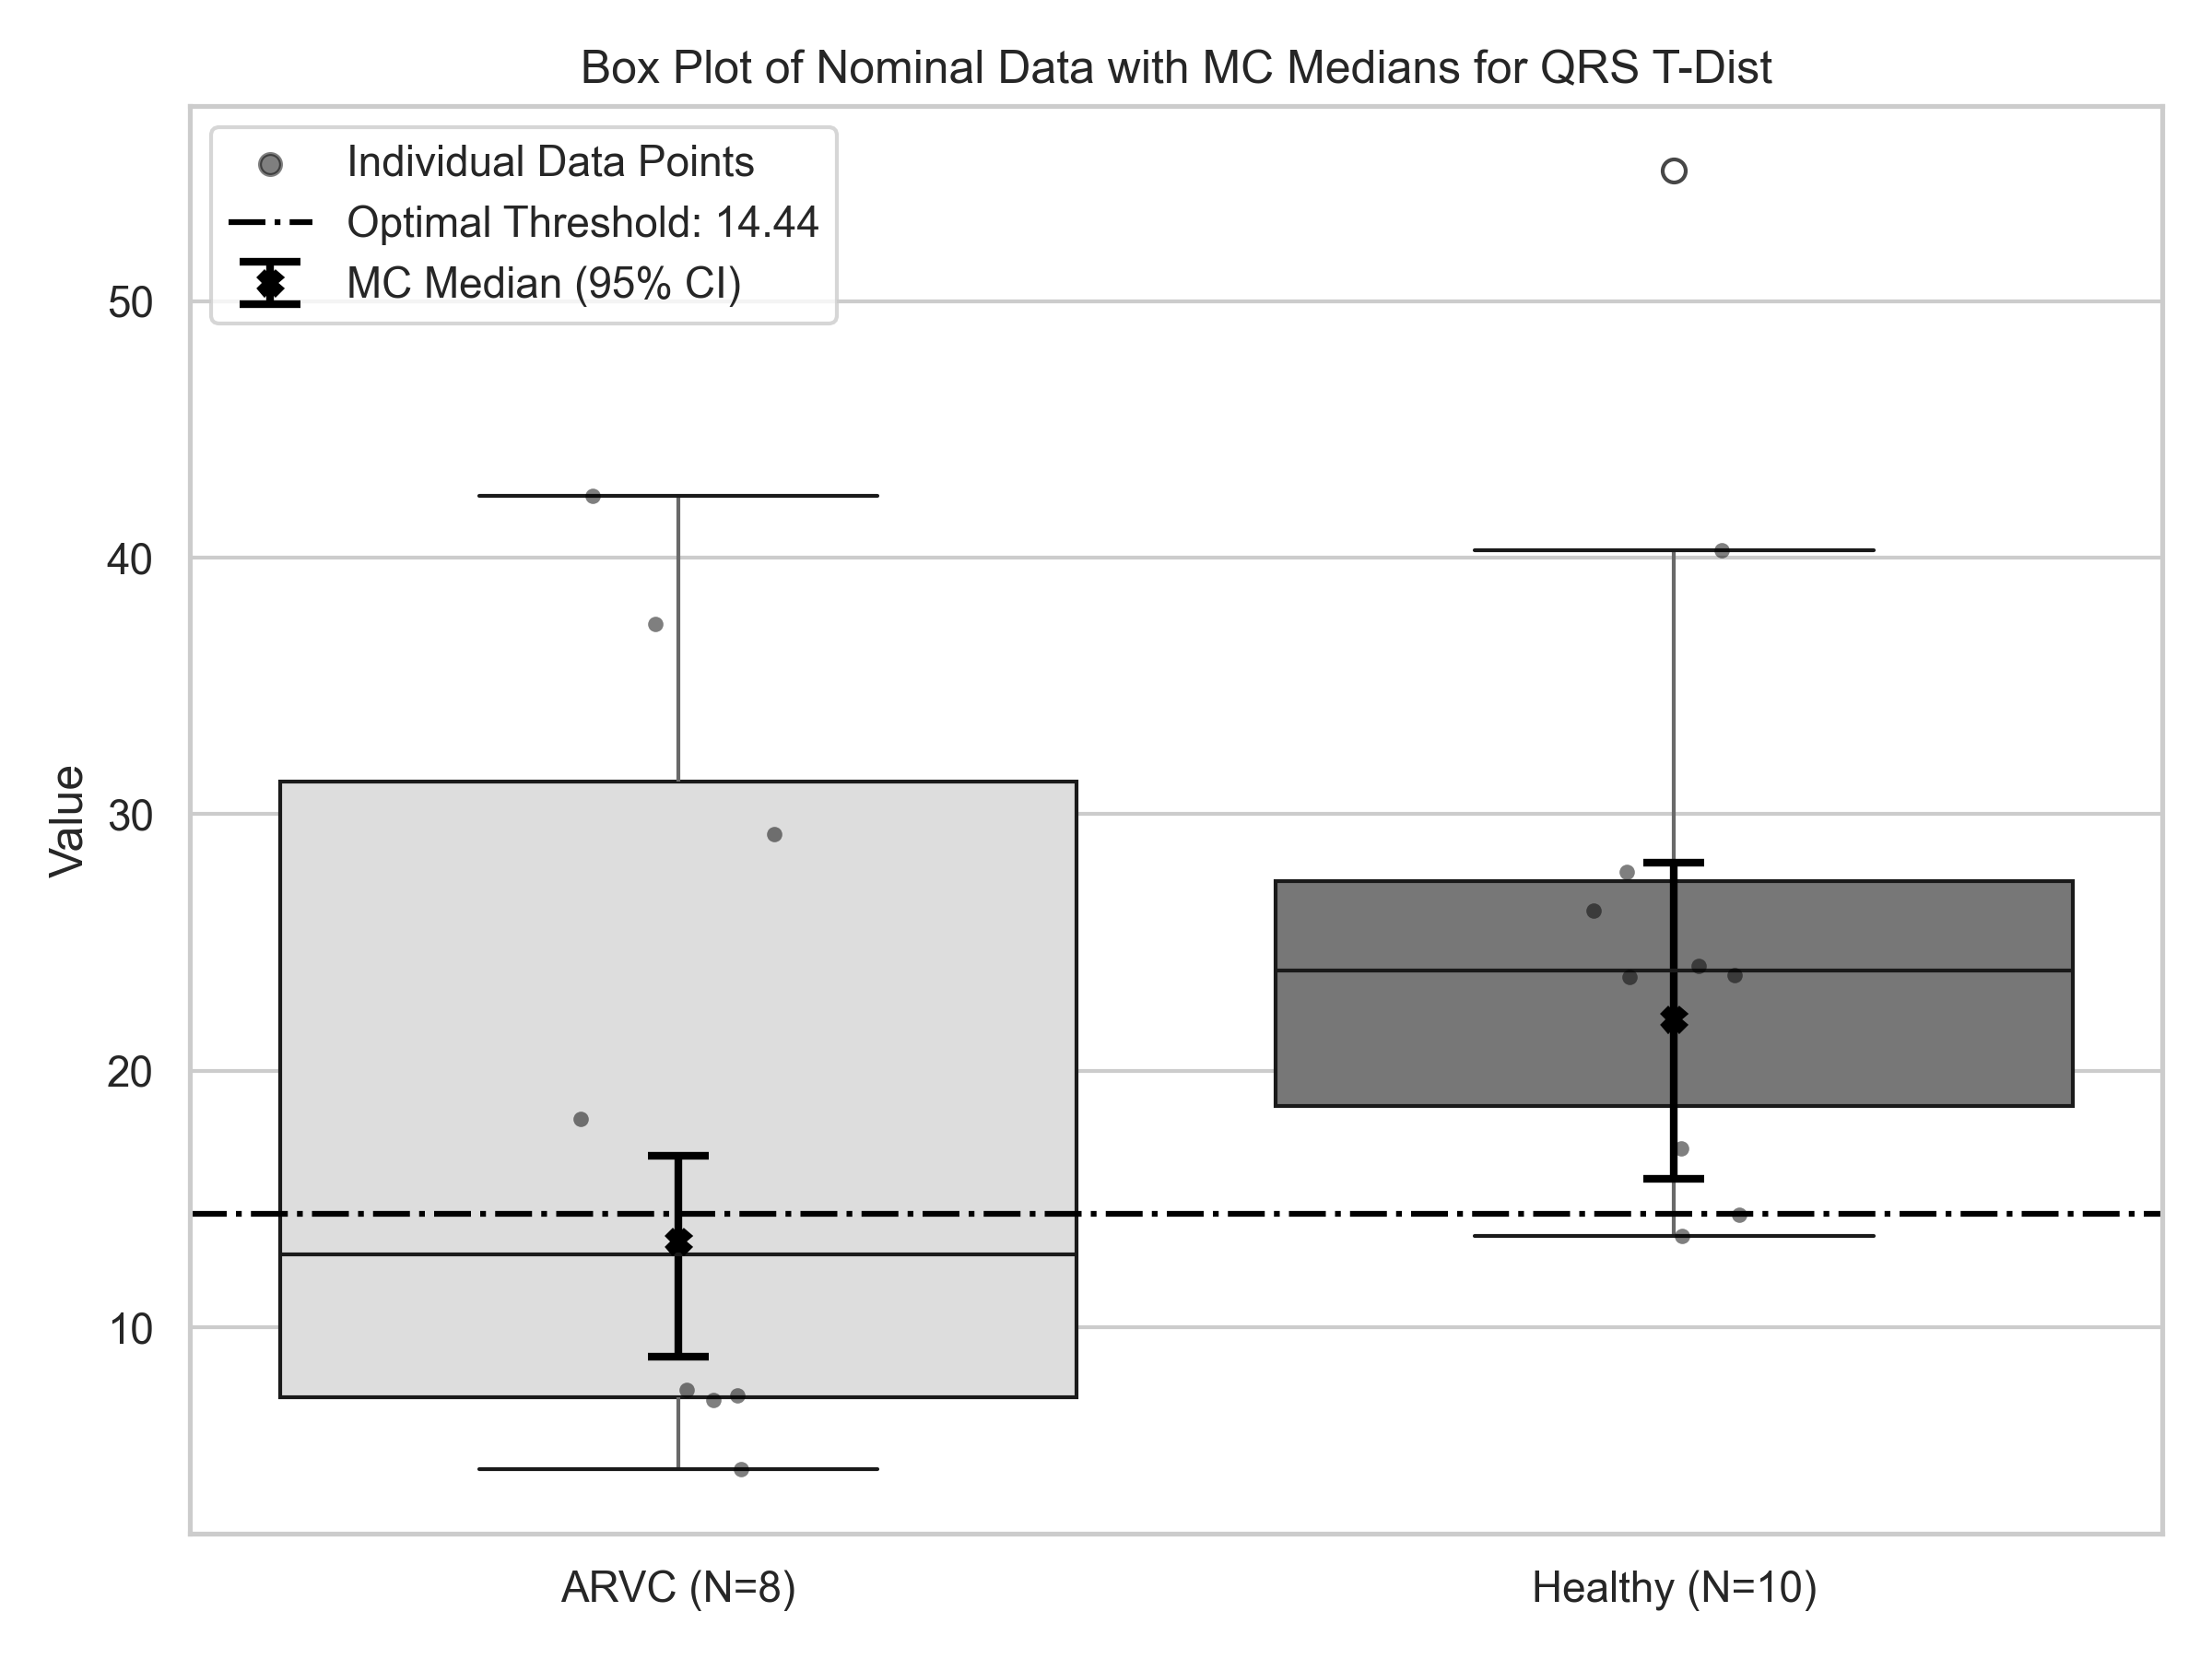 Box Plot of Nominal Data with MC Medians for QRS T-Dist
Individual Data Points
Optimal Threshold: 14.44
MC Median (95% CI)
50
40
30
20
10
Value
ARVC (N=8)
Healthy (N=10)